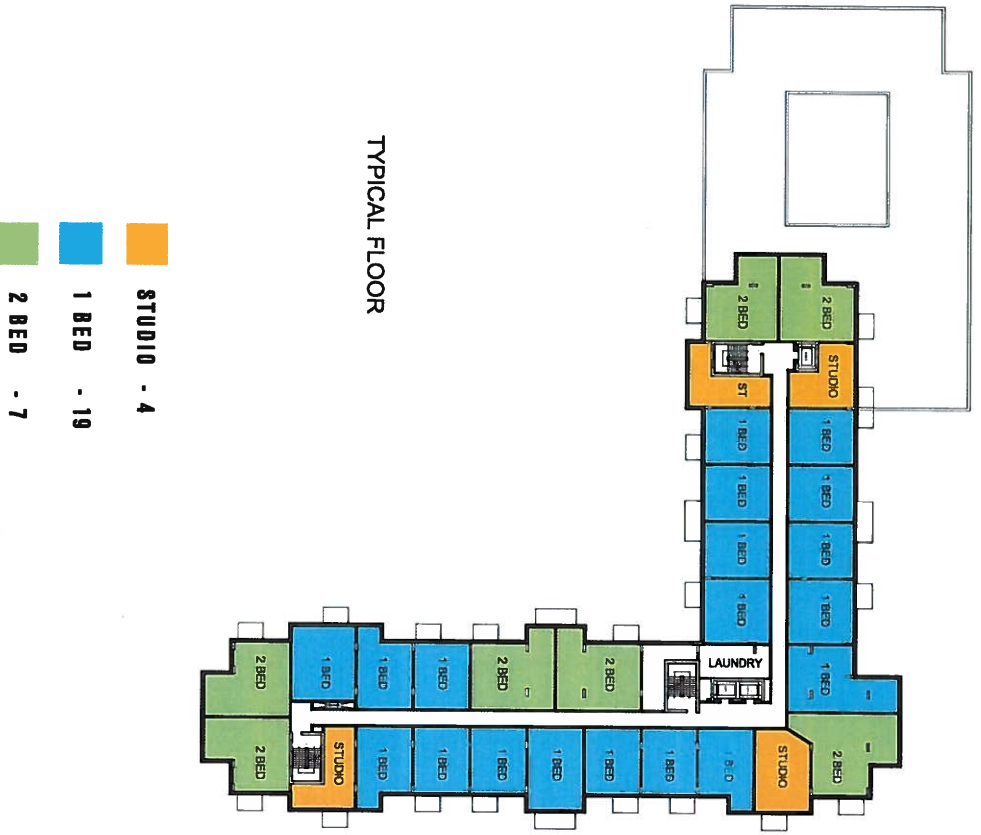 TYPICAL FLOOR
STUDIO - 4
1 BED - 19
2 BED - 7
2 BED
2 BED
ST
STUDIO
1 BED
1 BED
1 BED
1 BED
1 BED
1 BED
1 BED
1 BED
LAUNDRY
1 BED
2 BED
1 BED
1 BED
1 BED
2 BED
2 BED
2 BED
STUDIO
1 BED
1 BED
1 BED
1 BED
1 BED
1 BED
1 BED
STUDIO
2 BED